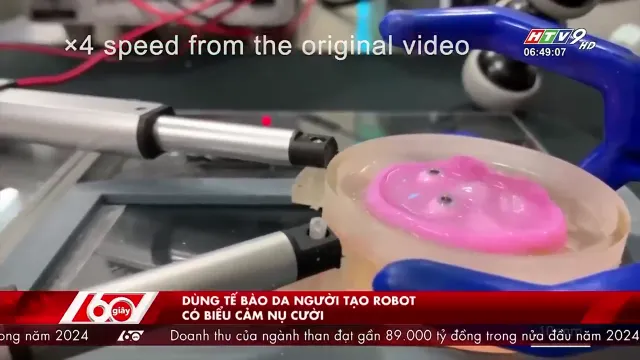 ×4 speed from the original video
HTV9 HD
06:49:07
60 giây
DÙNG TẾ BÀO DA NGƯỜI TẠO ROBOT
CÓ BIỂU CẢM NỤ CƯỜI
rong năm 2024
60
Doanh thu của ngành than đạt gần 89.000 tỷ đồng trong nửa đầu năm 2024